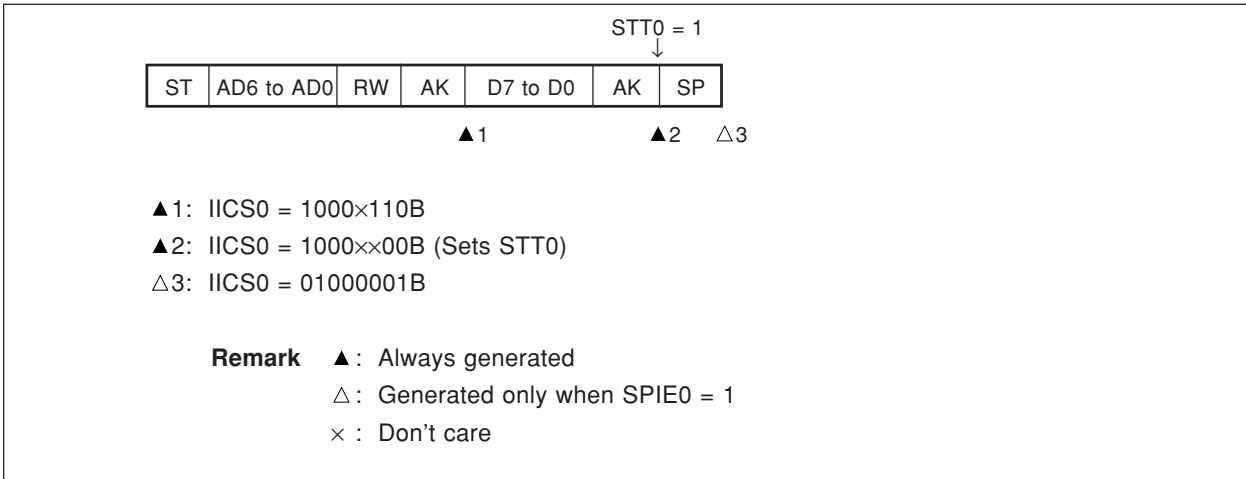 STT0 = 1
↓
ST AD6 to AD0 RW AK D7 to D0 AK SP
▲1 ▲2 △3
▲1: IICS0 = 1000×110B
▲2: IICS0 = 1000××00B (Sets STT0)
△3: IICS0 = 01000001B
Remark ▲: Always generated
△: Generated only when SPIE0 = 1
× : Don't care